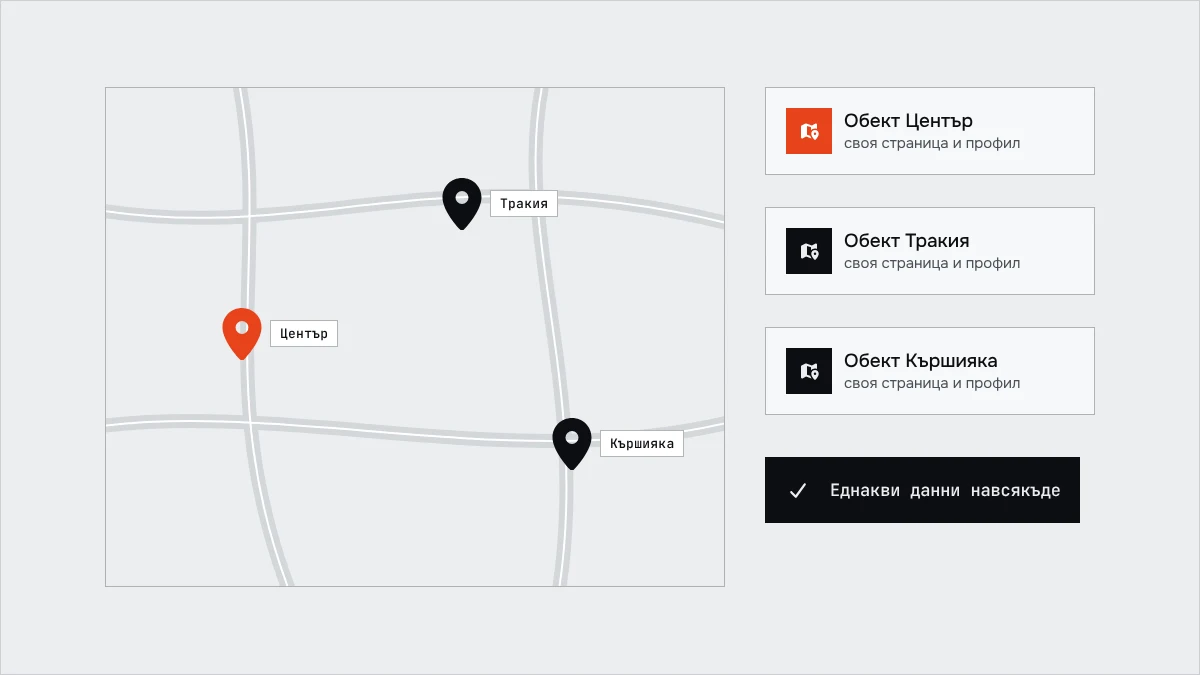 Тракия
Център
Кършияка
Обект Център
своя страница и профил
Обект Тракия
своя страница и профил
Обект Кършияка
своя страница и профил
Еднакви данни навсякъде